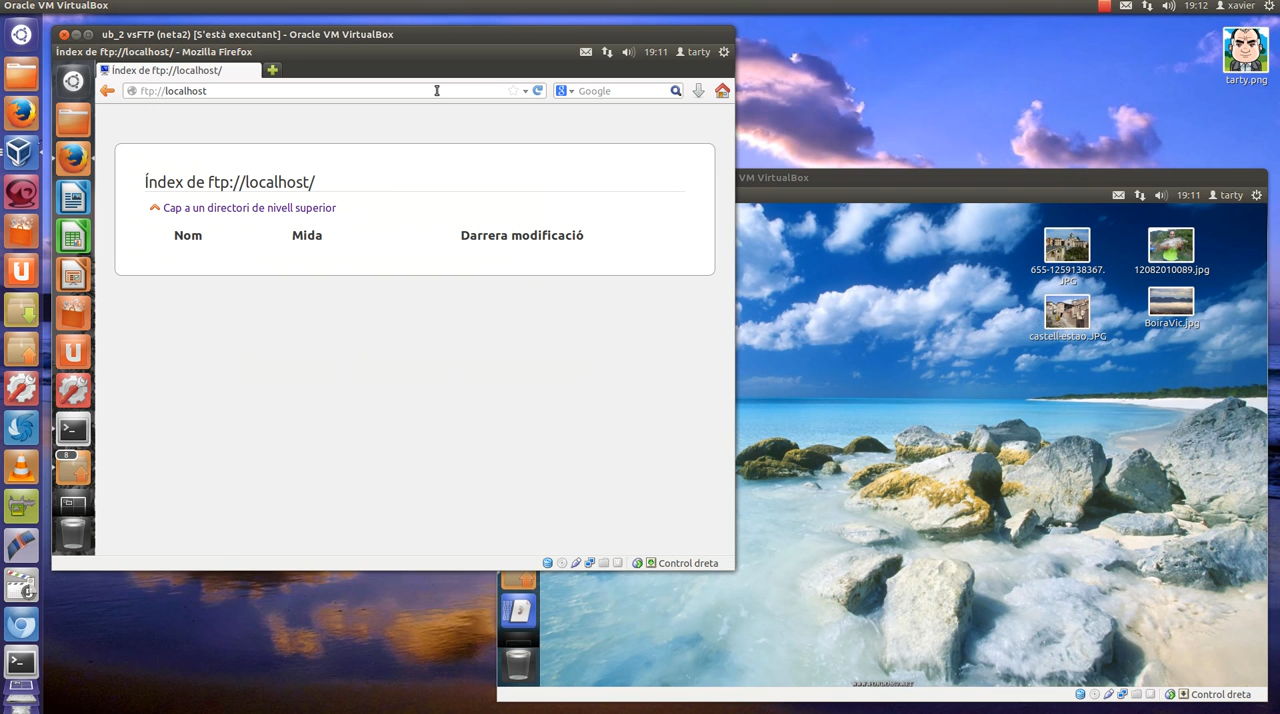 Oracle VM VirtualBox
19:12
xavier
ub_2 vsFTP (neta2) [S'està executant] - Oracle VM VirtualBox
Índex de ftp://localhost/ - Mozilla Firefox
19:11
tarty
Índex de ftp://localhost/
ftp://localhost
Google
Índex de ftp://localhost/
Cap a un directori de nivell superior
Nom Mida Darrera modificació
8
Control dreta
tarty.png
VM VirtualBox
19:11
tarty
655-1259138367.
JPG
12082010089.jpg
castell-estao.JPG
BoiraVic.jpg
Control dreta